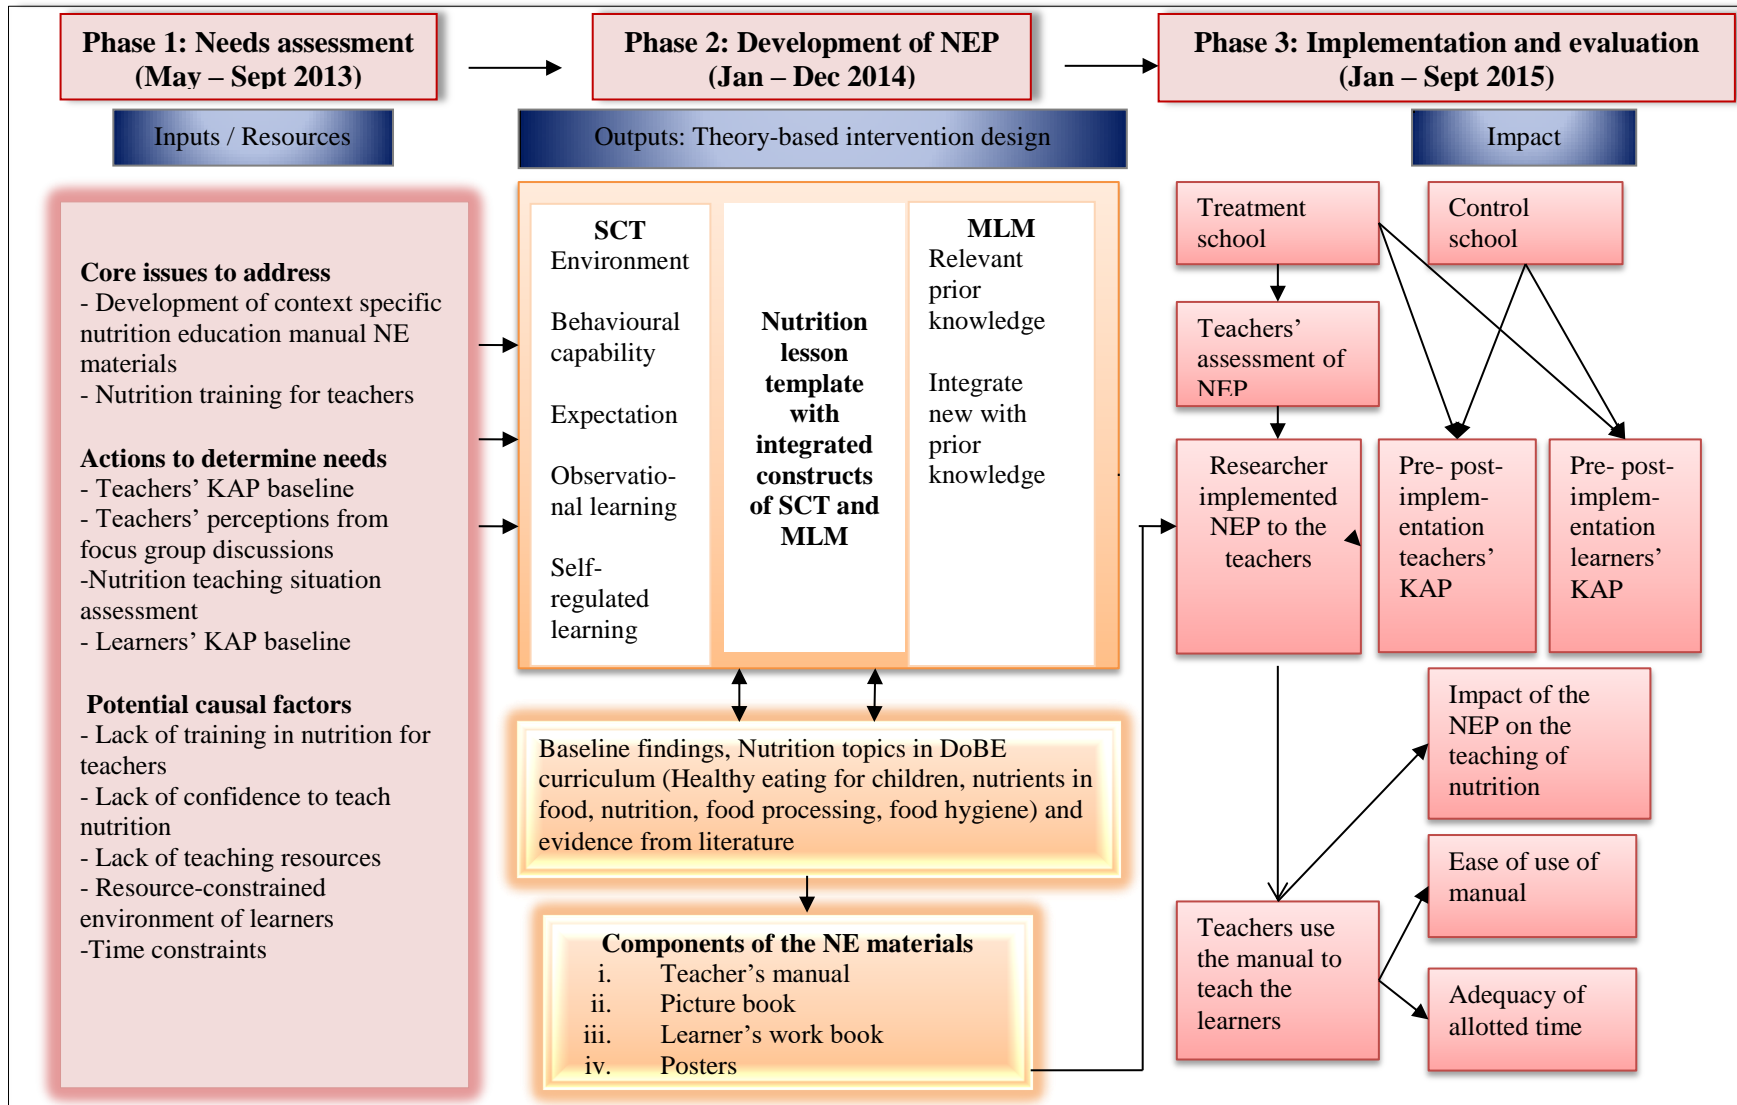 Phase 1: Needs assessment
(May – Sept 2013)
Phase 2: Development of NEP
(Jan – Dec 2014)
Phase 3: Implementation and evaluation
(Jan – Sept 2015)
Inputs / Resources
Outputs: Theory-based intervention design
Impact
Core issues to address
- Development of context specific
nutrition education manual NE
materials
- Nutrition training for teachers
Actions to determine needs
- Teachers’ KAP baseline
- Teachers’ perceptions from
focus group discussions
-Nutrition teaching situation
assessment
- Learners’ KAP baseline
Potential causal factors
- Lack of training in nutrition for
teachers
- Lack of confidence to teach
nutrition
- Lack of teaching resources
- Resource-constrained
environment of learners
-Time constraints
SCT
Environment
Behavioural
capability
Expectation
Observatio-
nal learning
Self-
regulated
learning
Nutrition
lesson
template
with
integrated
constructs
of SCT and
MLM
MLM
Relevant
prior
knowledge
Integrate
new with
prior
knowledge
Baseline findings, Nutrition topics in DoBE
curriculum (Healthy eating for children, nutrients in
food, nutrition, food processing, food hygiene) and
evidence from literature
Components of the NE materials
i. Teacher’s manual
ii. Picture book
iii. Learner’s work book
iv. Posters
Treatment
school
Control
school
Teachers’
assessment of
NEP
Researcher
implemented
NEP to the
teachers
Pre- post-
implem-
entation
teachers’
KAP
Pre- post-
implem-
entation
learners’
KAP
Impact of the
NEP on the
teaching of
nutrition
Ease of use of
manual
Teachers use
the manual to
teach the
learners
Adequacy of
allotted time